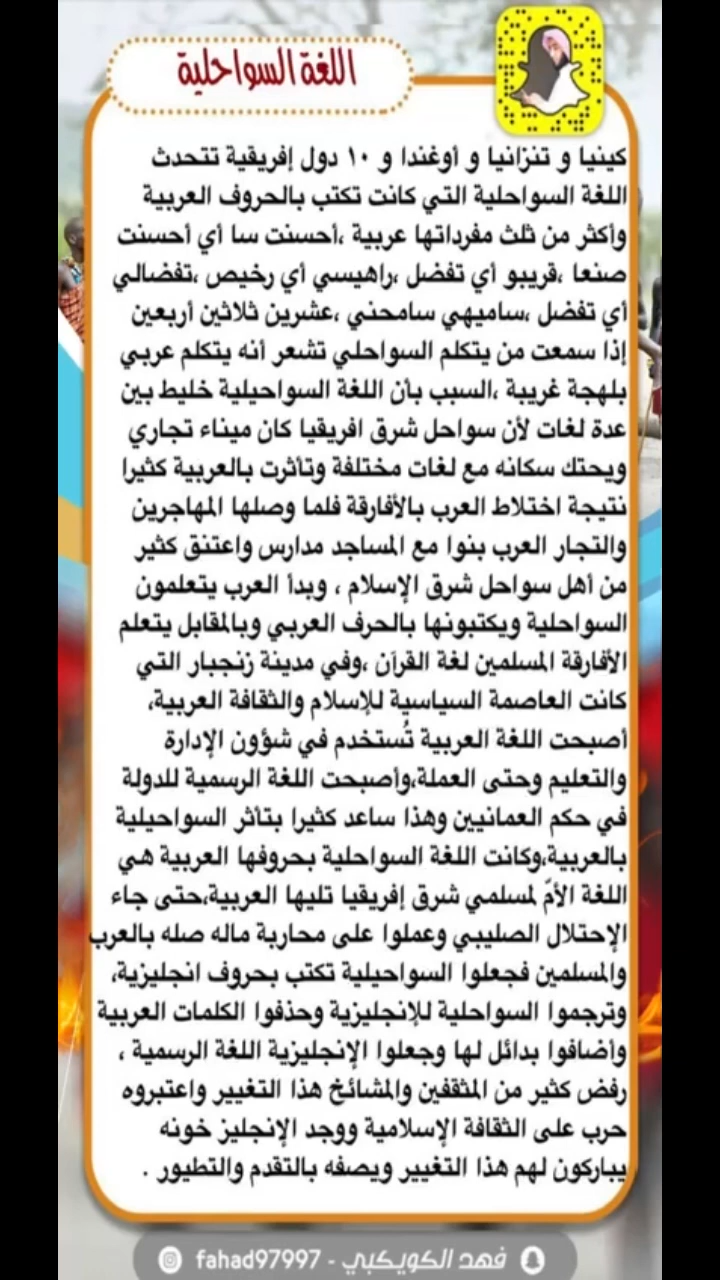 اللغة السواحلية
كينيا و تنزانيا و أوغندا و ١٠ دول إفريقية تتحدث
اللغة السواحلية التي كانت تكتب بالحروف العربية
وأكثر من ثلث مفرداتها عربية ،أحسنت سا أي أحسنت
صنعا ،قريبو أي تفضل ،راهيسي أي رخيص ،تفضالي
أي تفضل ،ساميهي سامحني ،عشرين ثلاثين أربعين
إذا سمعت من يتكلم السواحلي تشعر أنه يتكلم عربي
بلهجة غريبة ،السبب بأن اللغة السواحيلية خليط بين
عدة لغات لأن سواحل شرق افريقيا كان ميناء تجاري
ويحتك سكانه مع لغات مختلفة وتأثرت بالعربية كثيرا
نتيجة اختلاط العرب بالأفارقة فلما وصلها المهاجرين
والتجار العرب بنوا مع المساجد مدارس واعتنق كثير
من أهل سواحل شرق الإسلام ، وبدأ العرب يتعلمون
السواحلية ويكتبونها بالحرف العربي وبالمقابل يتعلم
الأفارقة المسلمين لغة القرآن ،وفي مدينة زنجبار التي
كانت العاصمة السياسية للإسلام والثقافة العربية،
أصبحت اللغة العربية تُستخدم في شؤون الإدارة
والتعليم وحتى العملة،وأصبحت اللغة الرسمية للدولة
في حكم العمانيين وهذا ساعد كثيرا بتأثر السواحيلية
بالعربية،وكانت اللغة السواحلية بحروفها العربية هي
اللغة الأمّ لمسلمي شرق إفريقيا تليها العربية،حتى جاء
الإحتلال الصليبي وعملوا على محاربة ماله صله بالعرب
والمسلمين فجعلوا السواحيلية تكتب بحروف انجليزية،
وترجموا السواحلية للإنجليزية وحذفوا الكلمات العربية
وأضافوا بدائل لها وجعلوا الإنجليزية اللغة الرسمية ،
رفض كثير من المثقفين والمشائخ هذا التغيير واعتبروه
حرب على الثقافة الإسلامية ووجد الإنجليز خونه
يباركون لهم هذا التغيير ويصفه بالتقدم والتطيور .
فهد الكويكبي - fahad97997